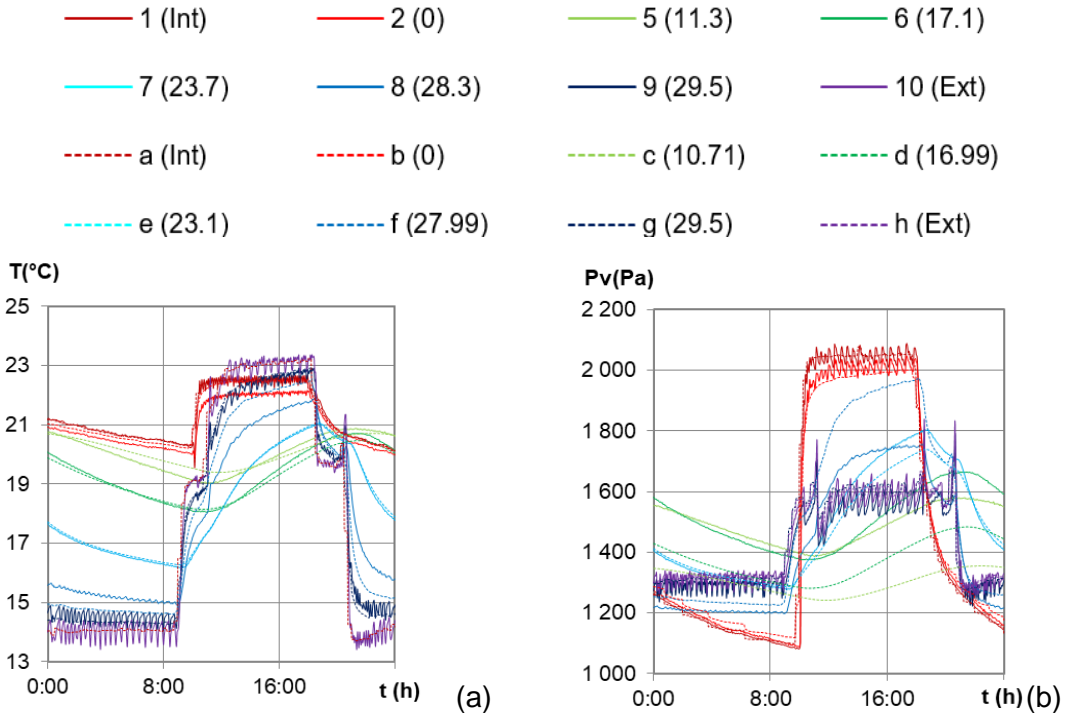 1 (Int) 2 (0) 5 (11.3) 6 (17.1)
7 (23.7) 8 (28.3) 9 (29.5) 10 (Ext)
a (Int) b (0) c (10.71) d (16.99)
e (23.1) f (27.99) g (29.5) h (Ext)
T(°C)
25
23
21
19
17
15
13
0:00 8:00 16:00 t (h) (a)
Pv(Pa)
2 200
2 000
1 800
1 600
1 400
1 200
1 000
0:00 8:00 16:00 t (h) (b)